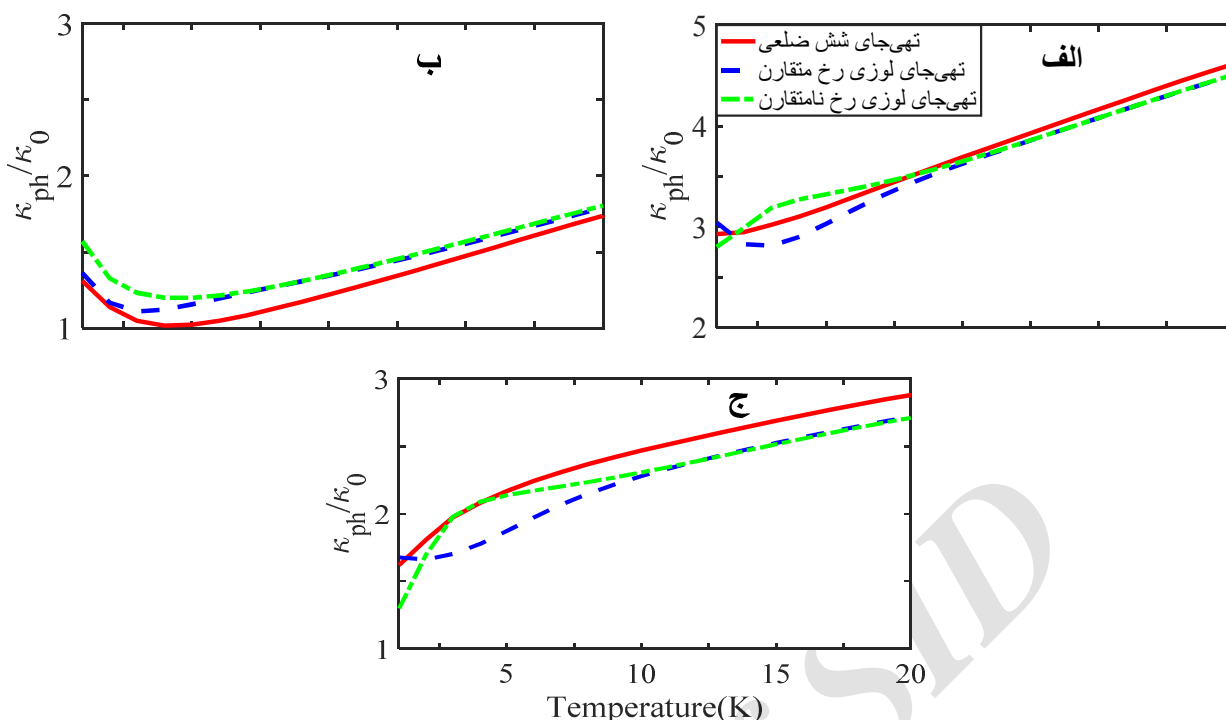 الف
تهی‌جای شش ضلعی
تهی‌جای لوزی رخ متقارن
تهی‌جای لوزی رخ نامتقارن
κph/κ0
5
4
3
2
ب
κph/κ0
3
2
1
ج
κph/κ0
3
2
1
5 10 15 20
Temperature(K)
SID